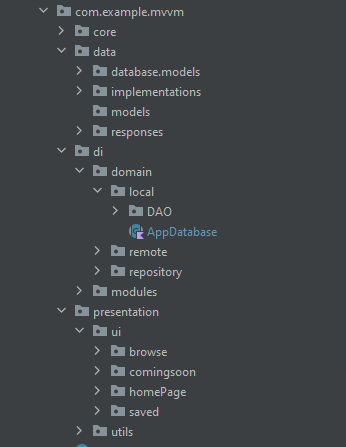 com.example.mvvm
core
data
database.models
implementations
models
responses
di
domain
local
DAO
AppDatabase
remote
repository
modules
presentation
ui
browse
comingsoon
homePage
saved
utils